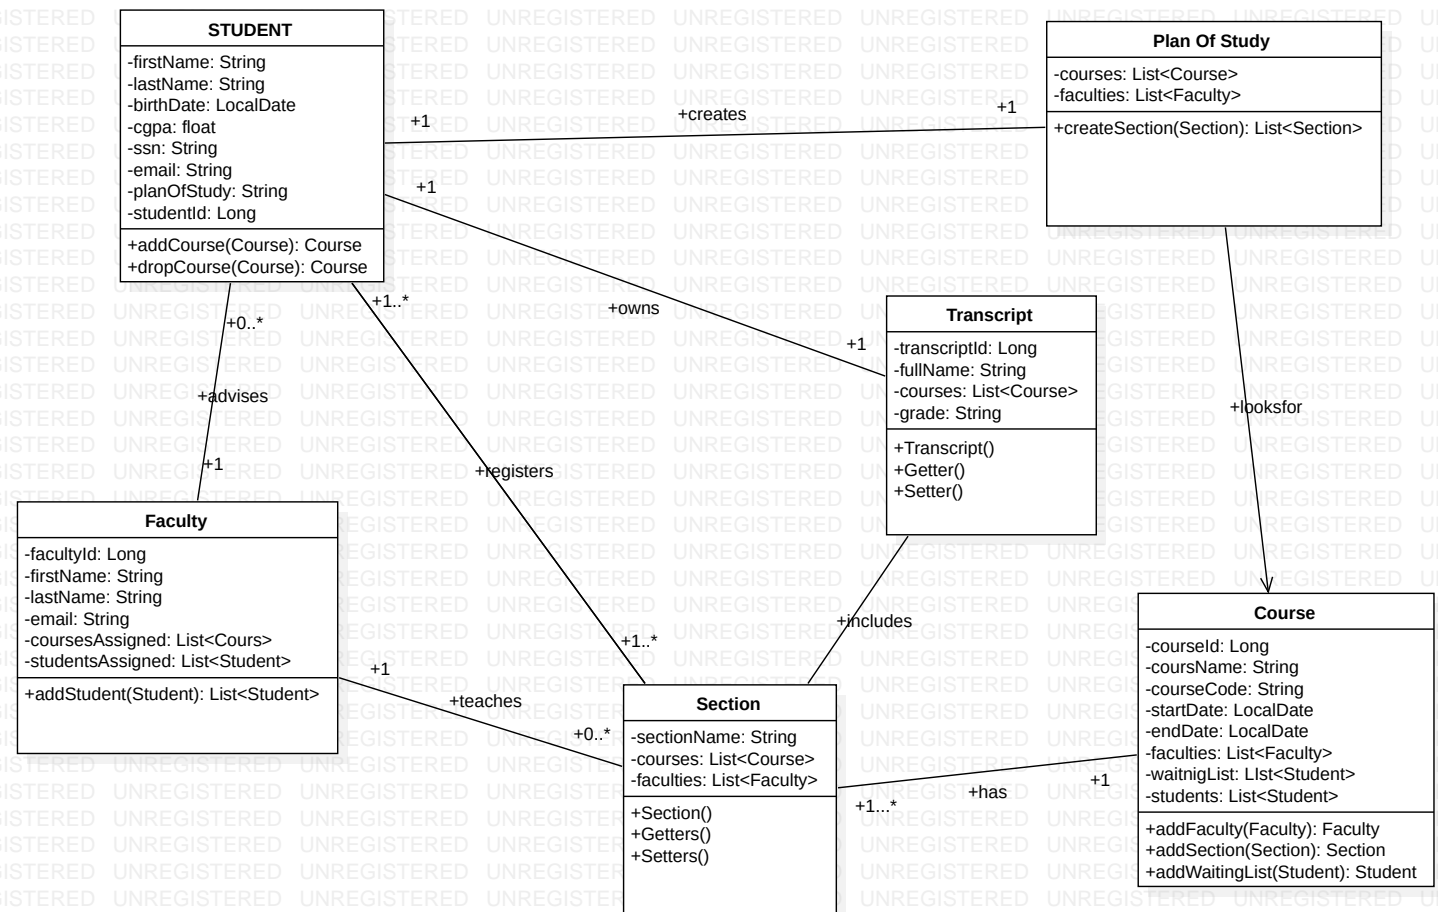 STUDENT
-firstName: String
-lastName: String
-birthDate: LocalDate
-cgpa: float
-ssn: String
-email: String
-planOfStudy: String
-studentId: Long
+addCourse(Course): Course
+dropCourse(Course): Course
Plan Of Study
-courses: List<Course>
-faculties: List<Faculty>
+createSection(Section): List<Section>
+1
+creates
+1
+1
+owns
+1
Transcript
-transcriptId: Long
-fullName: String
-courses: List<Course>
-grade: String
+Transcript()
+Getter()
+Setter()
+0..*
+advises
+1
+1..*
+registers
+1..*
+looksfor
+includes
Faculty
-facultyId: Long
-firstName: String
-lastName: String
-email: String
-coursesAssigned: List<Cours>
-studentsAssigned: List<Student>
+addStudent(Student): List<Student>
+1
+teaches
+0..*
Section
-sectionName: String
-courses: List<Course>
-faculties: List<Faculty>
+Section()
+Getters()
+Setters()
+1...*
+has
+1
Course
-courseId: Long
-coursName: String
-courseCode: String
-startDate: LocalDate
-endDate: LocalDate
-faculties: List<Faculty>
-waitnigList: LIst<Student>
-students: List<Student>
+addFaculty(Faculty): Faculty
+addSection(Section): Section
+addWaitingList(Student): Student
UNREGISTERED